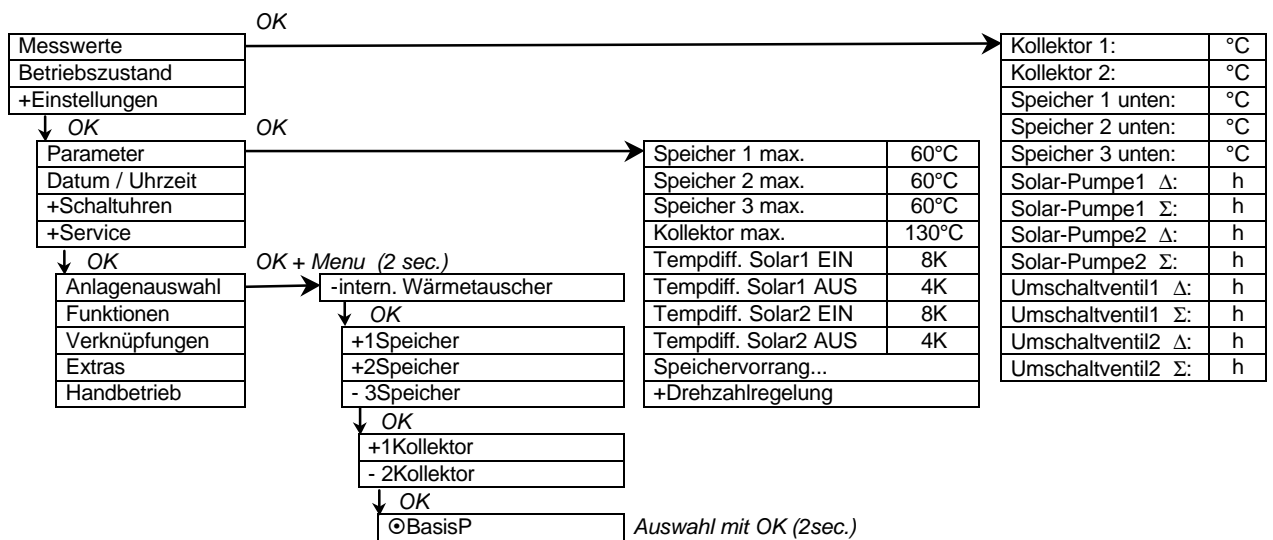 OK
Messwerte
Betriebszustand
+Einstellungen
OK
OK
Parameter
Datum / Uhrzeit
+Schaltuhren
+Service
OK
OK + Menu (2 sec.)
Anlagenauswahl
Funktionen
Verknüpfungen
Extras
Handbetrieb
-intern. Wärmetauscher
OK
+1Speicher
+2Speicher
- 3Speicher
OK
+1Kollektor
- 2Kollektor
OK
⊙BasisP
Auswahl mit OK (2sec.)
Speicher 1 max. 60°C
Speicher 2 max. 60°C
Speicher 3 max. 60°C
Kollektor max. 130°C
Tempdiff. Solar1 EIN 8K
Tempdiff. Solar1 AUS 4K
Tempdiff. Solar2 EIN 8K
Tempdiff. Solar2 AUS 4K
Speichervorrang...
+Drehzahlregelung
Kollektor 1: °C
Kollektor 2: °C
Speicher 1 unten: °C
Speicher 2 unten: °C
Speicher 3 unten: °C
Solar-Pumpe1 Δ: h
Solar-Pumpe1 Σ: h
Solar-Pumpe2 Δ: h
Solar-Pumpe2 Σ: h
Umschaltventil1 Δ: h
Umschaltventil1 Σ: h
Umschaltventil2 Δ: h
Umschaltventil2 Σ: h